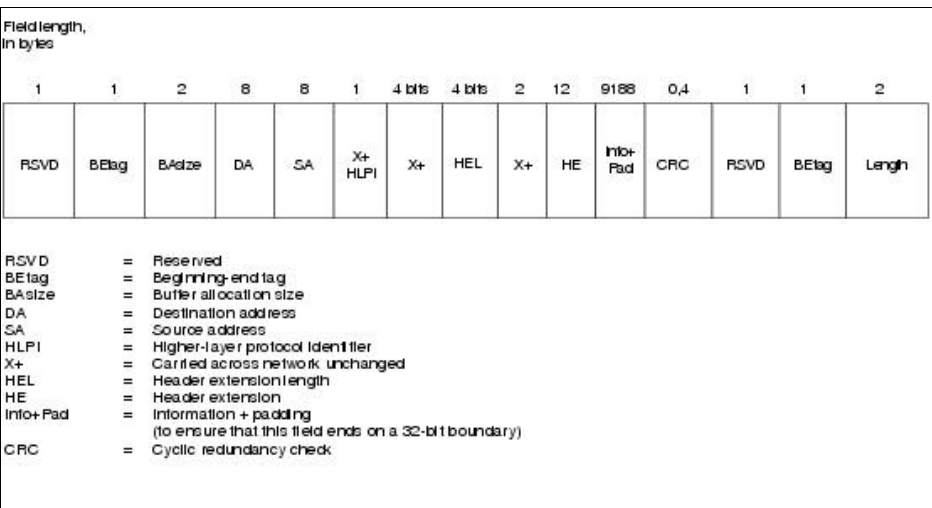 Field length,
in bytes
1 1 2 8 8 1 4 bits 4 bits 2 12 9188 0,4 1 1 2
RSVD BEtag BAsize DA SA X+ HLPI X+ HEL X+ HE Info+ Pad CRC RSVD BEtag Length
RSVD = Reserved
BEtag = Beginning-end tag
BAsize = Buffer allocation size
DA = Destination address
SA = Source address
HLPI = Higher-layer protocol identifier
X+ = Carried across network unchanged
HEL = Header extension length
HE = Header extension
Info+Pad = Information + padding
(to ensure that this field ends on a 32-bit boundary)
CRC = Cyclic redundancy check